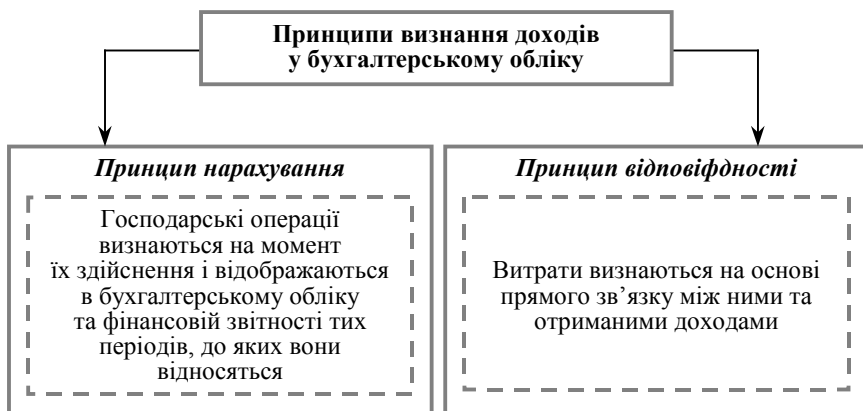 Принципи визнання доходів
у бухгалтерському обліку
Принцип нарахування
Господарські операції
визнаються на момент
їх здійснення і відображаються
в бухгалтерському обліку
та фінансовій звітності тих
періодів, до яких вони
відносяться
Принцип відповіфдності
Витрати визнаються на основі
прямого зв’язку між ними та
отриманими доходами